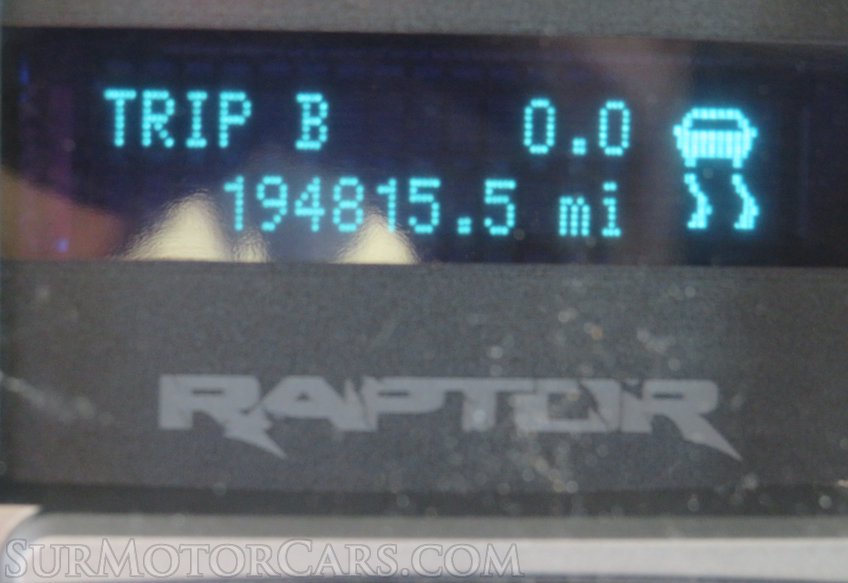 TRIP B 0.0
194815.5 mi
RAPTOR
SurMotorCars.com